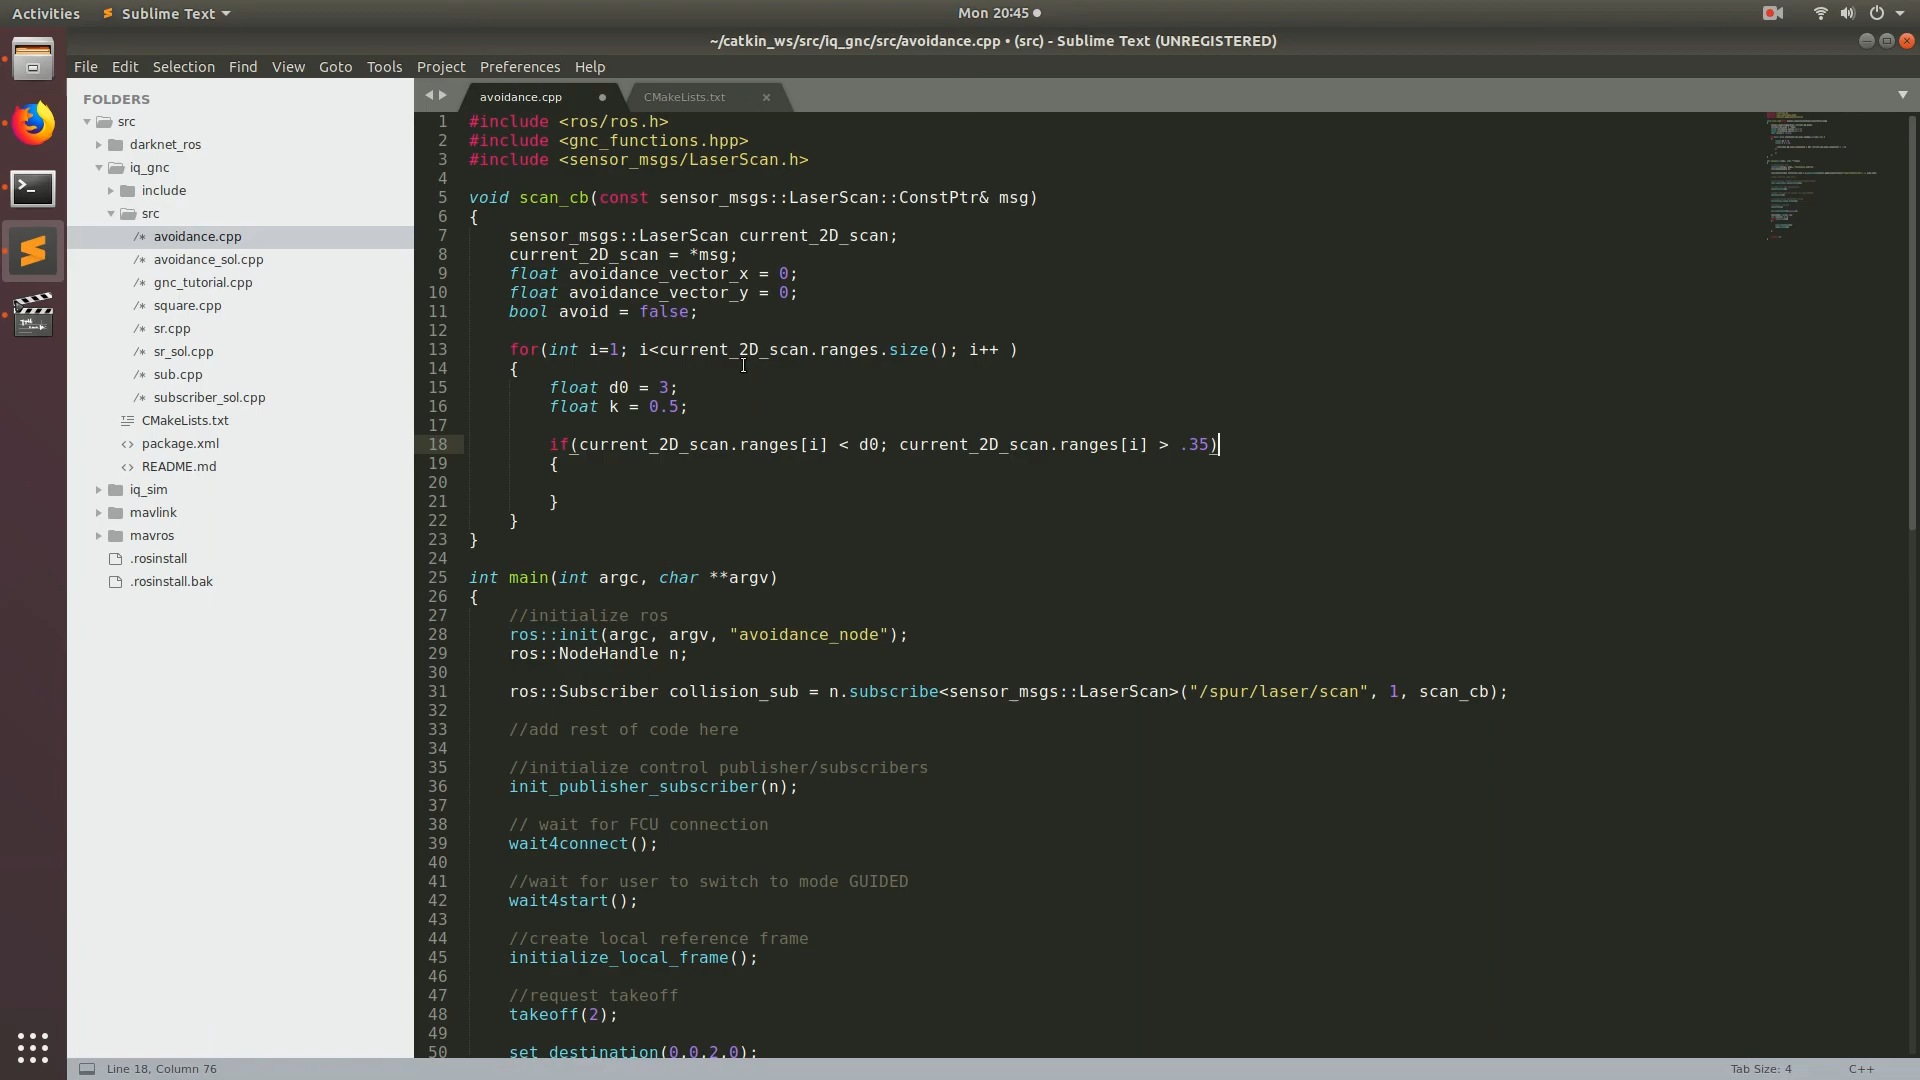 Activities Sublime Text Mon 20:45
~/catkin_ws/src/iq_gnc/src/avoidance.cpp • (src) - Sublime Text (UNREGISTERED)
File Edit Selection Find View Goto Tools Project Preferences Help
FOLDERS
src
darknet_ros
iq_gnc
include
src
/* avoidance.cpp
/* avoidance_sol.cpp
/* gnc_tutorial.cpp
/* square.cpp
/* sr.cpp
/* sr_sol.cpp
/* sub.cpp
/* subscriber_sol.cpp
CMakeLists.txt
<> package.xml
<> README.md
iq_sim
mavlink
mavros
.rosinstall
.rosinstall.bak
avoidance.cpp CMakeLists.txt
1 #include <ros/ros.h>
2 #include <gnc_functions.hpp>
3 #include <sensor_msgs/LaserScan.h>
4
5 void scan_cb(const sensor_msgs::LaserScan::ConstPtr& msg)
6 {
7 sensor_msgs::LaserScan current_2D_scan;
8 current_2D_scan = *msg;
9 float avoidance_vector_x = 0;
10 float avoidance_vector_y = 0;
11 bool avoid = false;
12
13 for(int i=1; i<current_2D_scan.ranges.size(); i++ )
14 {
15 float d0 = 3;
16 float k = 0.5;
17
18 if(current_2D_scan.ranges[i] < d0; current_2D_scan.ranges[i] > .35)
19 {
20
21 }
22 }
23 }
24
25 int main(int argc, char **argv)
26 {
27 //initialize ros
28 ros::init(argc, argv, "avoidance_node");
29 ros::NodeHandle n;
30
31 ros::Subscriber collision_sub = n.subscribe<sensor_msgs::LaserScan>("/spur/laser/scan", 1, scan_cb);
32
33 //add rest of code here
34
35 //initialize control publisher/subscribers
36 init_publisher_subscriber(n);
37
38 // wait for FCU connection
39 wait4connect();
40
41 //wait for user to switch to mode GUIDED
42 wait4start();
43
44 //create local reference frame
45 initialize_local_frame();
46
47 //request takeoff
48 takeoff(2);
49
50 set_destination(0,0,2,0);
Line 18, Column 76 Tab Size: 4 C++